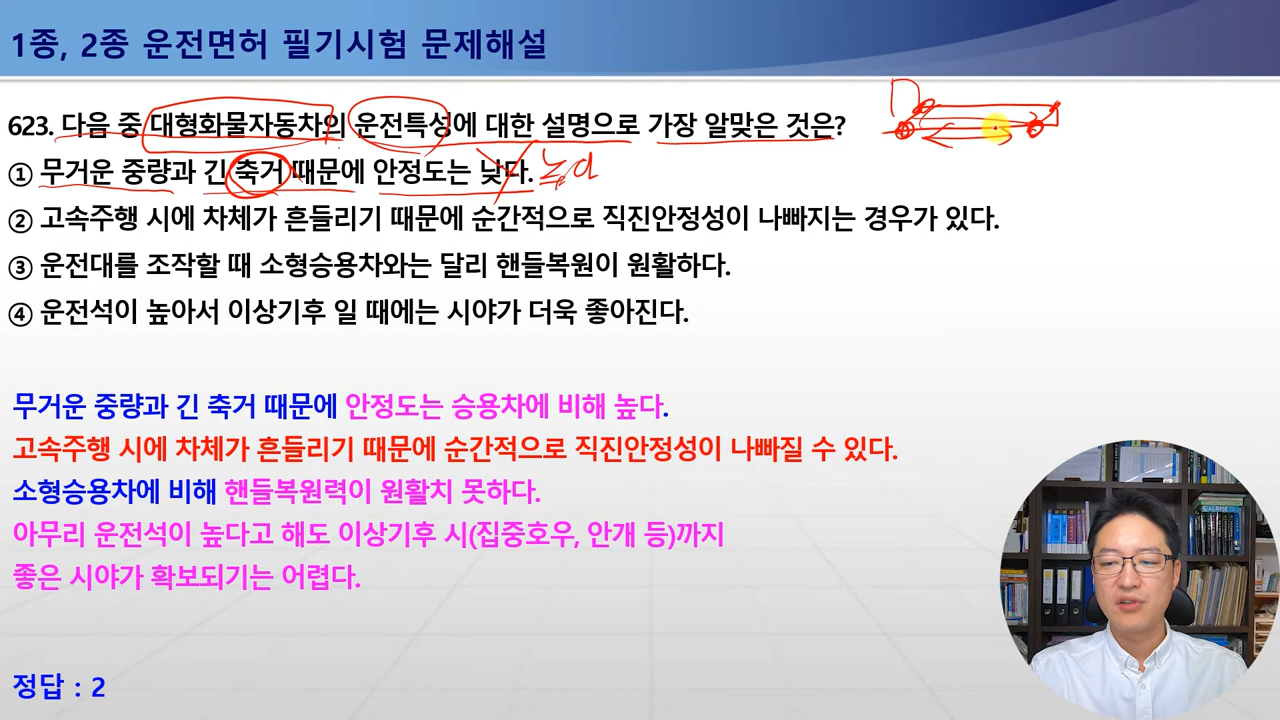 1종, 2종 운전면허 필기시험 문제해설
623. 다음 중 대형화물자동차의 운전특성에 대한 설명으로 가장 알맞은 것은?
① 무거운 중량과 긴 축거 때문에 안정도는 낮다. 높다
② 고속주행 시에 차체가 흔들리기 때문에 순간적으로 직진안정성이 나빠지는 경우가 있다.
③ 운전대를 조작할 때 소형승용차와는 달리 핸들복원이 원활하다.
④ 운전석이 높아서 이상기후 일 때에는 시야가 더욱 좋아진다.
무거운 중량과 긴 축거 때문에 안정도는 승용차에 비해 높다.
고속주행 시에 차체가 흔들리기 때문에 순간적으로 직진안정성이 나빠질 수 있다.
소형승용차에 비해 핸들복원력이 원활치 못하다.
아무리 운전석이 높다고 해도 이상기후 시(집중호우, 안개 등)까지
좋은 시야가 확보되기는 어렵다.
정답 : 2